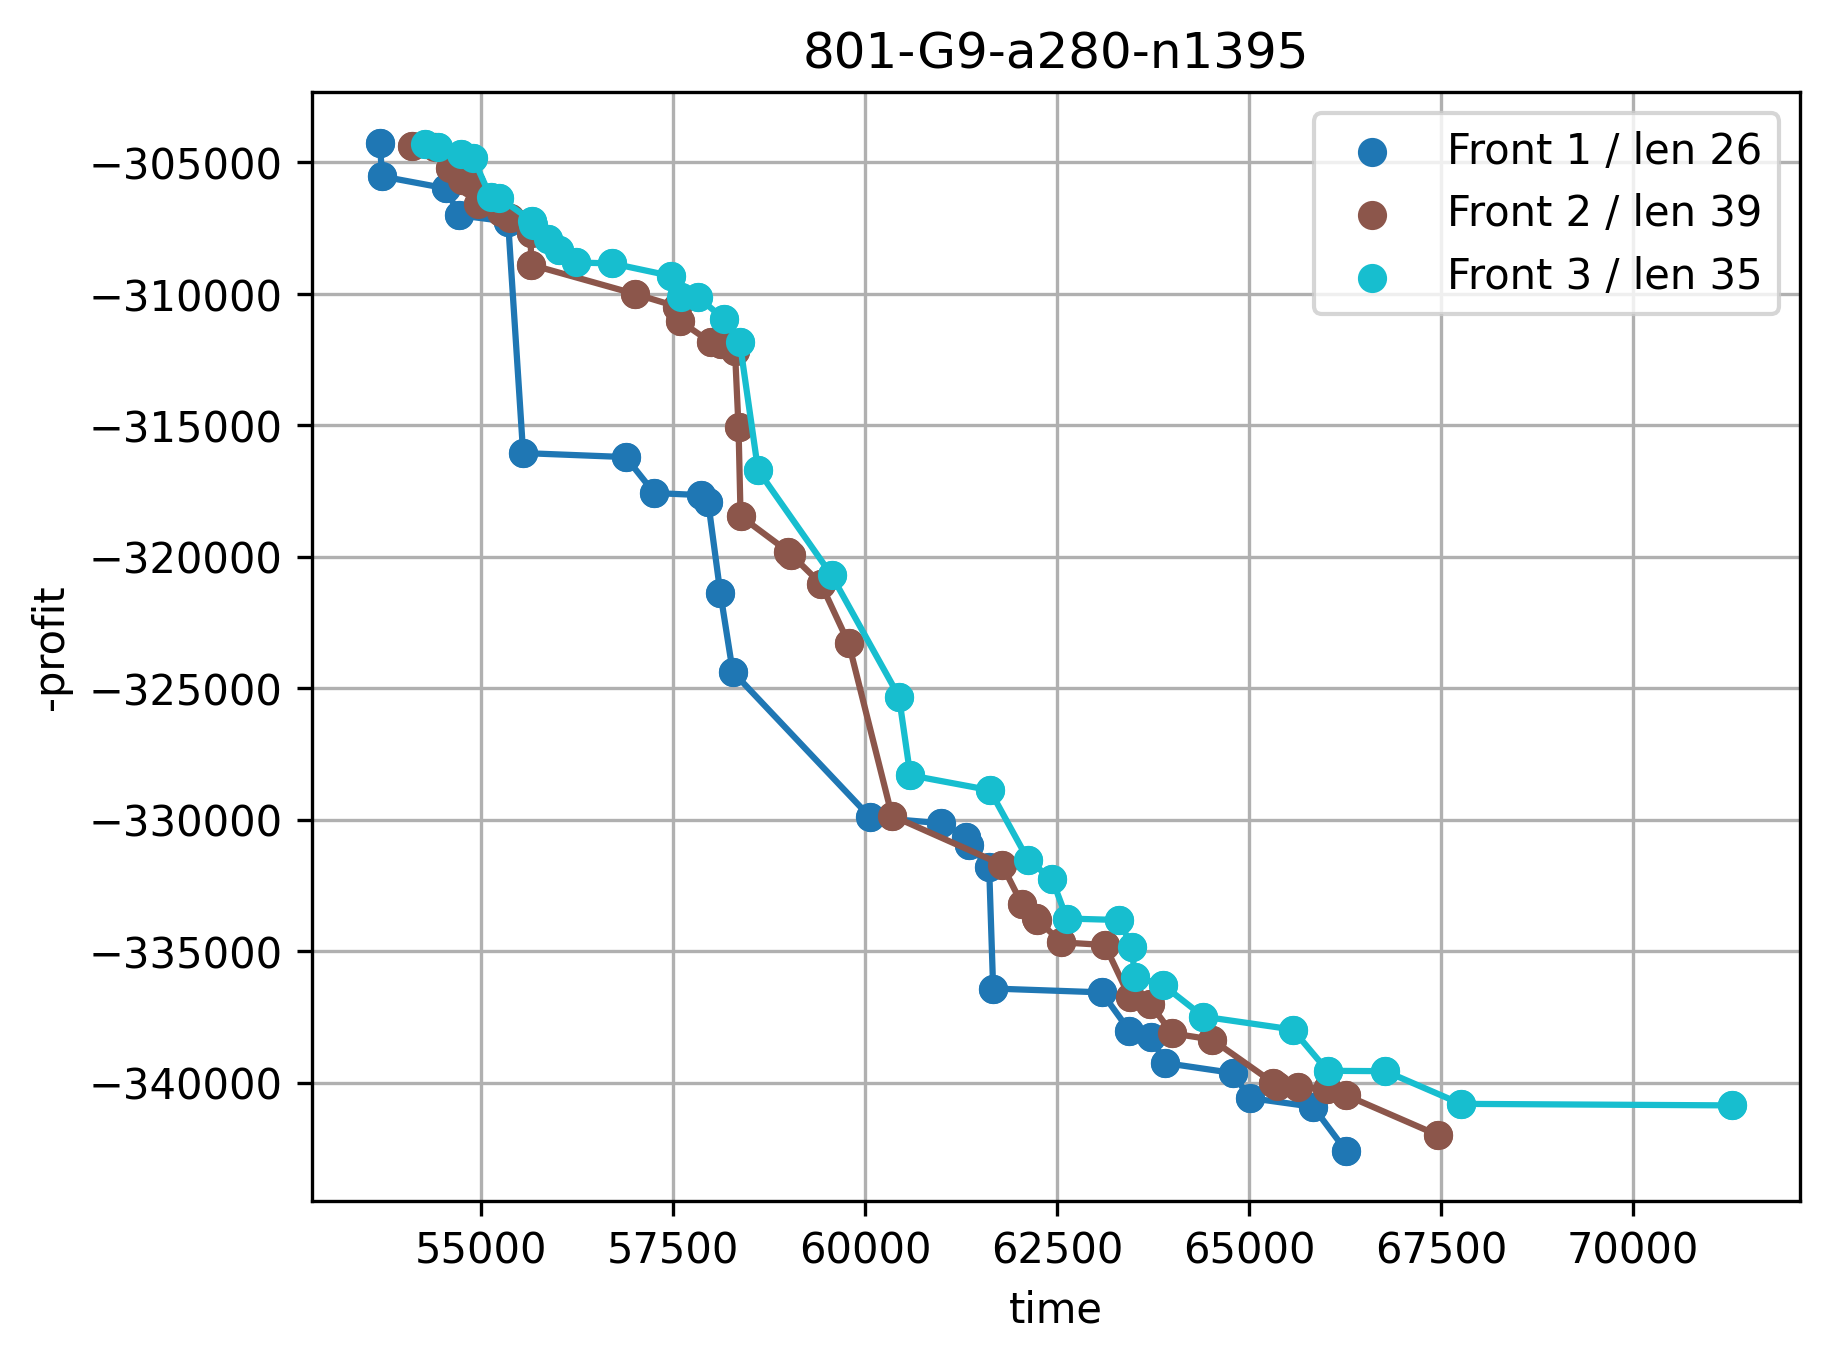 801-G9-a280-n1395
Front 1 / len 26
Front 2 / len 39
Front 3 / len 35
−305000
−310000
−315000
−320000
−325000
−330000
−335000
−340000
-profit
55000 57500 60000 62500 65000 67500 70000
time